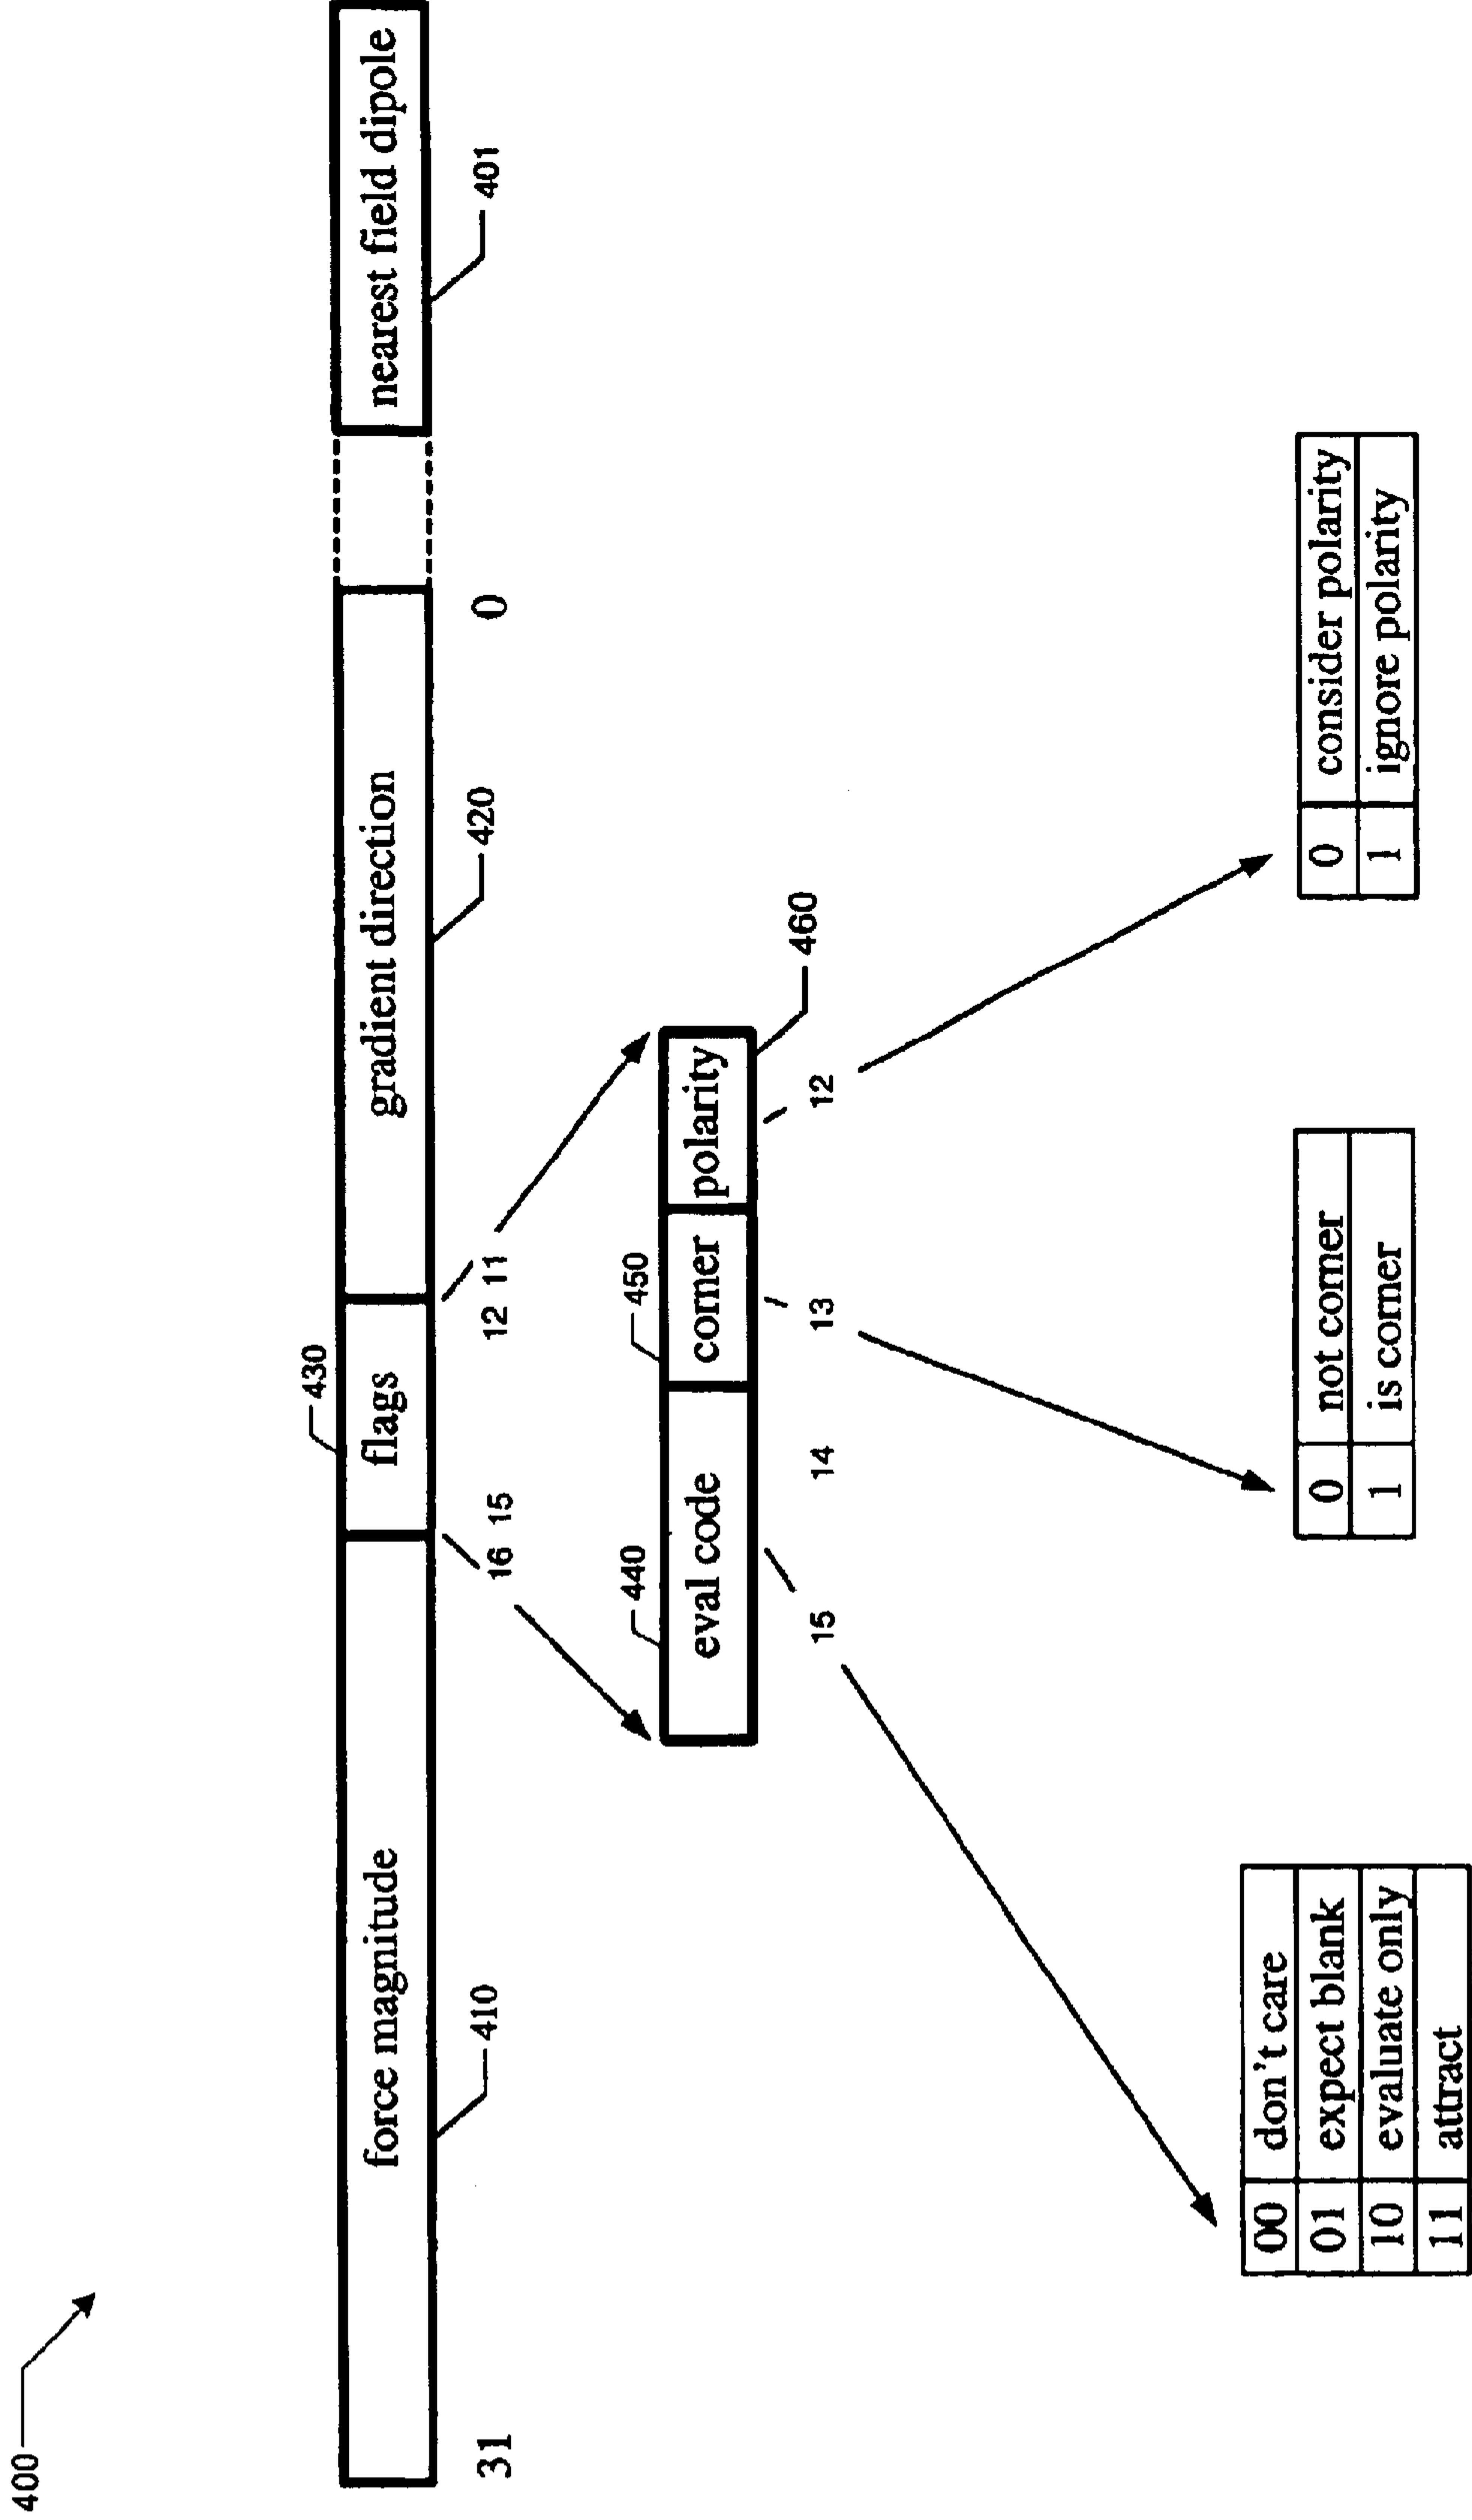 400
430
force magnitude
flags
gradient direction
nearest field dipole
31
410
16 15
12 11
420
0
401
440
450
eval code
corner
polarity
460
15
14
13
12
00 don't care
01 expect blank
10 evaluate only
11 attract
0 not corner
1 is corner
0 consider polarity
1 ignore polarity